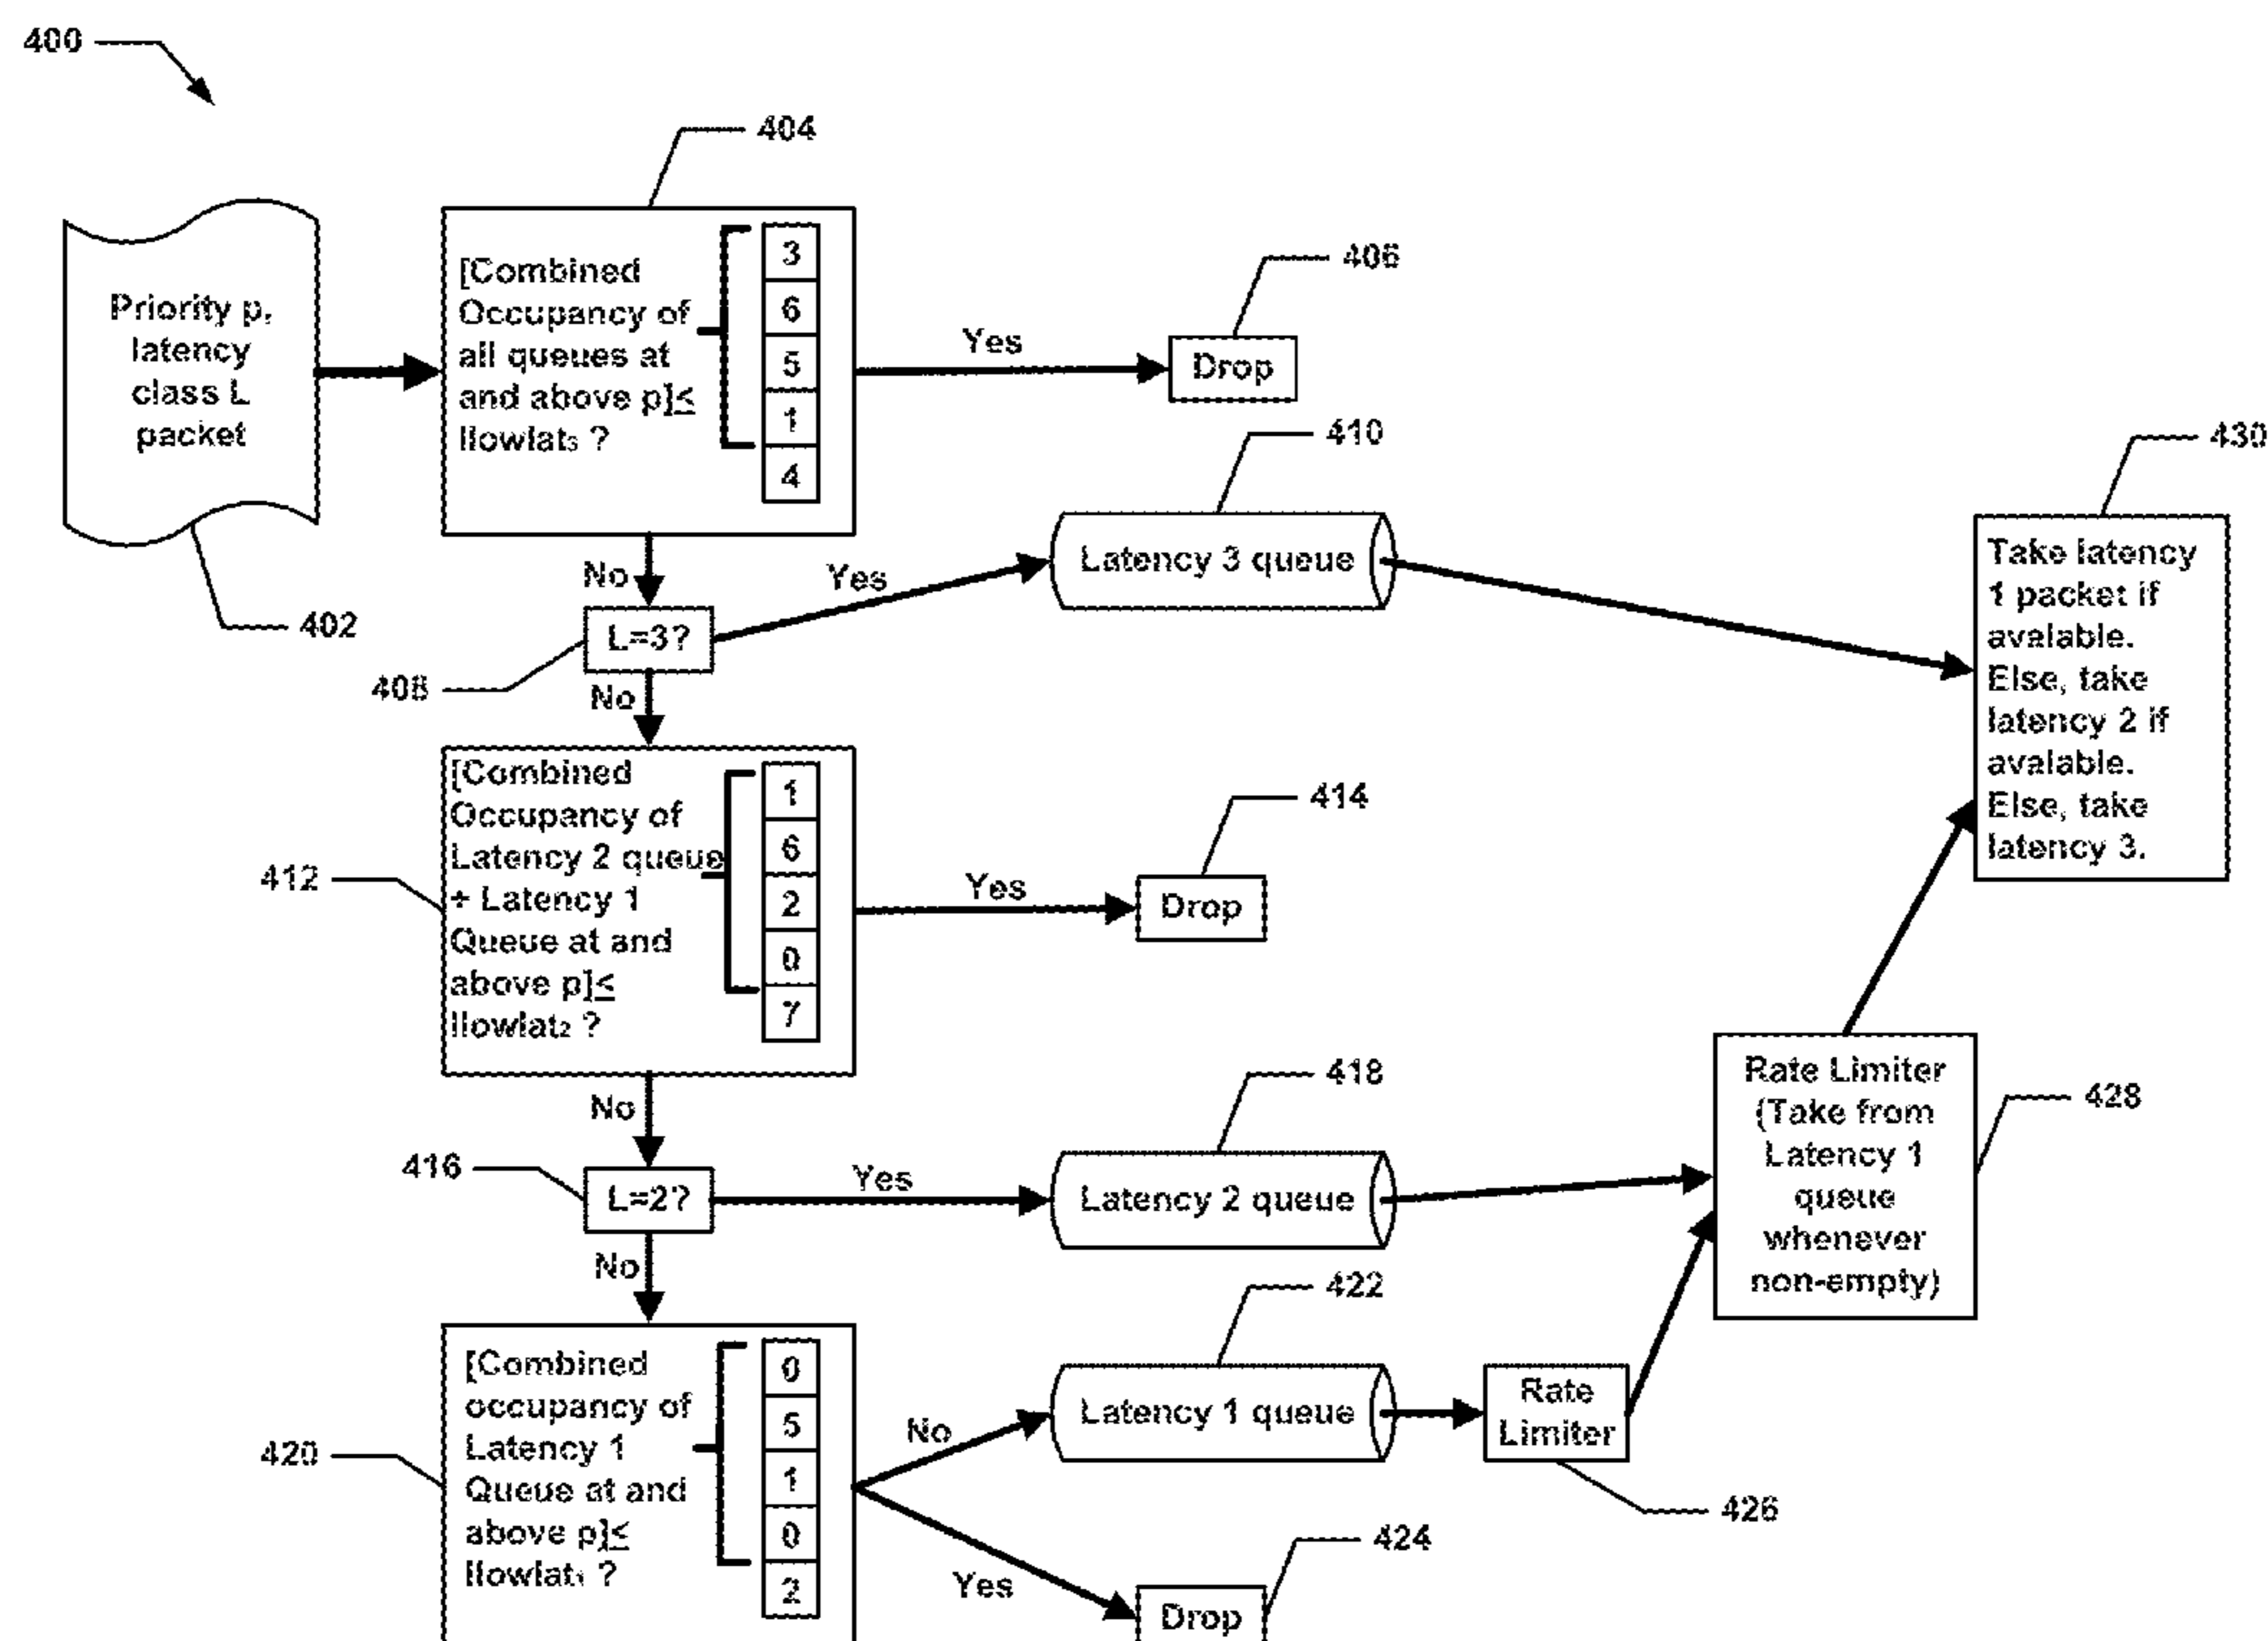 400
404
Priority p,
latency
class L
packet
402
[Combined
Occupancy of
all queues at
and above p]≤
llowlat₃ ?
3
6
5
1
4
Yes
406
Drop
No
408
L=3?
Yes
410
Latency 3 queue
No
412
[Combined
Occupancy of
Latency 2 queue
+ Latency 1
Queue at and
above p]≤
llowlat₂ ?
1
6
2
0
7
Yes
414
Drop
No
416
L=2?
Yes
418
Latency 2 queue
No
420
[Combined
occupancy of
Latency 1
Queue at and
above p]≤
llowlat₁ ?
0
5
1
0
2
No
422
Latency 1 queue
Yes
424
Drop
Rate
Limiter
426
Rate Limiter
(Take from
Latency 1
queue
whenever
non-empty)
428
430
Take latency
1 packet if
avalable.
Else, take
latency 2 if
avalable.
Else, take
latency 3.